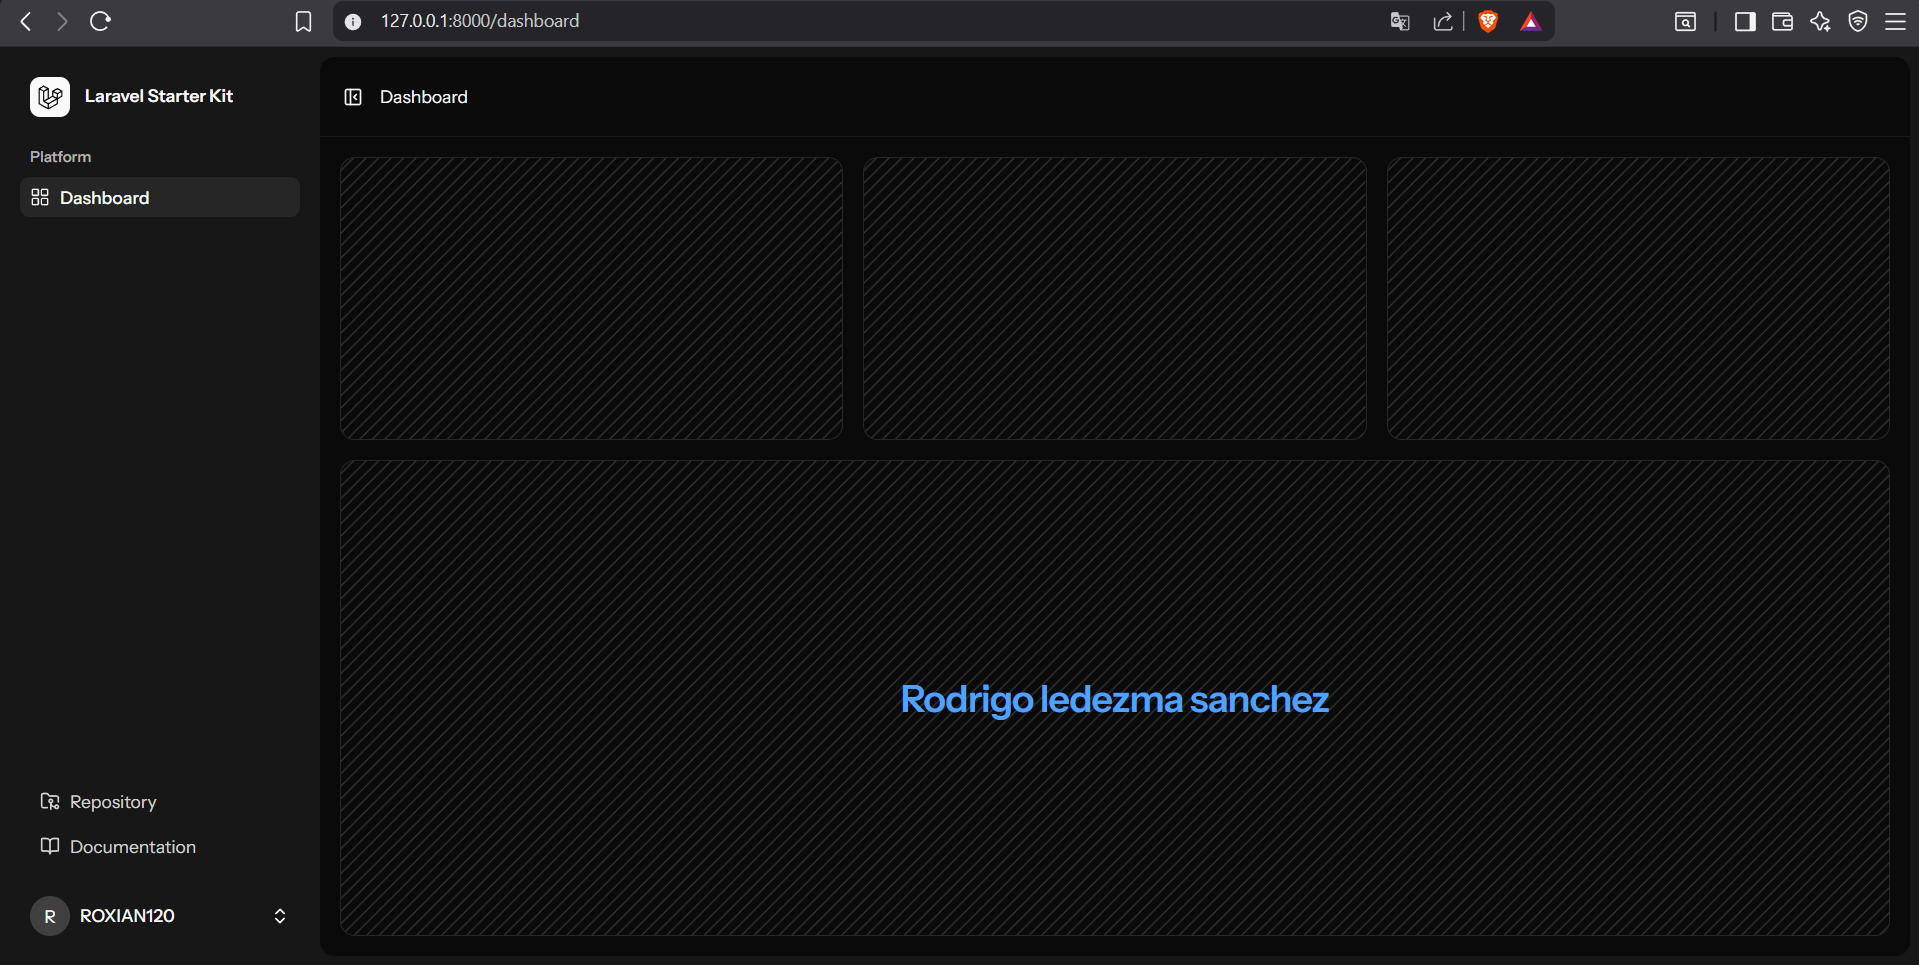 127.0.0.1:8000/dashboard
Laravel Starter Kit
Platform
Dashboard
Repository
Documentation
R
ROXIAN120
Dashboard
Rodrigo ledezma sanchez